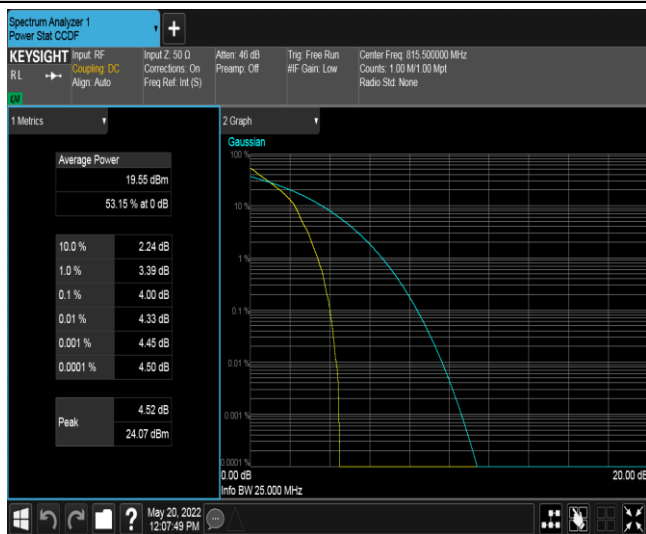 Spectrum Analyzer 1
Power Stat CCDF
+
KEYSIGHT
RL
LXI
Input: RF
Coupling: DC
Align: Auto
Input Z: 50 Ω
Corrections: On
Freq Ref: Int (S)
Atten: 46 dB
Preamp: Off
Trig: Free Run
#IF Gain: Low
Center Freq: 815.500000 MHz
Counts: 1.00 M/1.00 Mpt
Radio Std: None
1 Metrics
Average Power
19.55 dBm
53.15 % at 0 dB
10.0 % 2.24 dB
1.0 % 3.39 dB
0.1 % 4.00 dB
0.01 % 4.33 dB
0.001 % 4.45 dB
0.0001 % 4.50 dB
Peak 4.52 dB
24.07 dBm
2 Graph
Gaussian
100 %
10 %
1 %
0.1 %
0.01 %
0.001 %
0.0001 %
0.00 dB 20.00 dB
Info BW 25.000 MHz
? May 20, 2022
12:07:49 PM